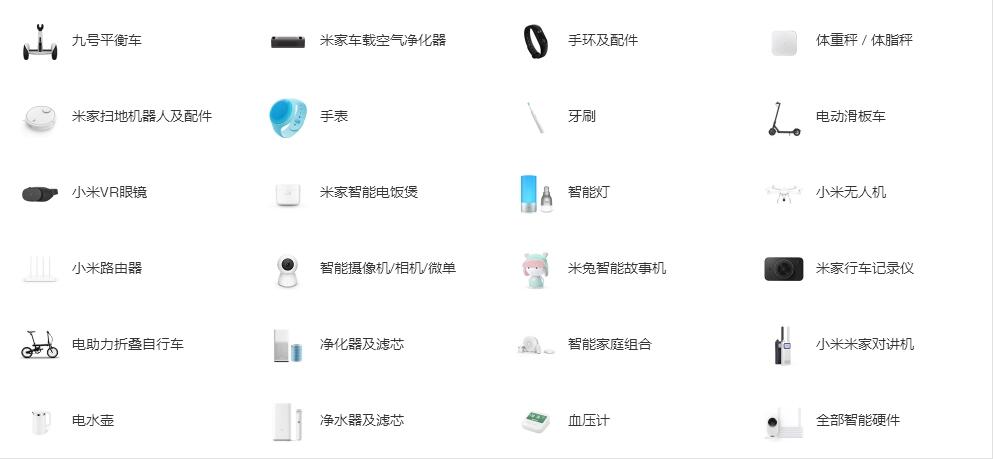 九号平衡车
米家车载空气净化器
手环及配件
体重秤 / 体脂秤
米家扫地机器人及配件
手表
牙刷
电动滑板车
小米VR眼镜
米家智能电饭煲
智能灯
小米无人机
小米路由器
智能摄像机/相机/微单
米兔智能故事机
米家行车记录仪
电助力折叠自行车
净化器及滤芯
智能家庭组合
小米米家对讲机
电水壶
净水器及滤芯
血压计
全部智能硬件